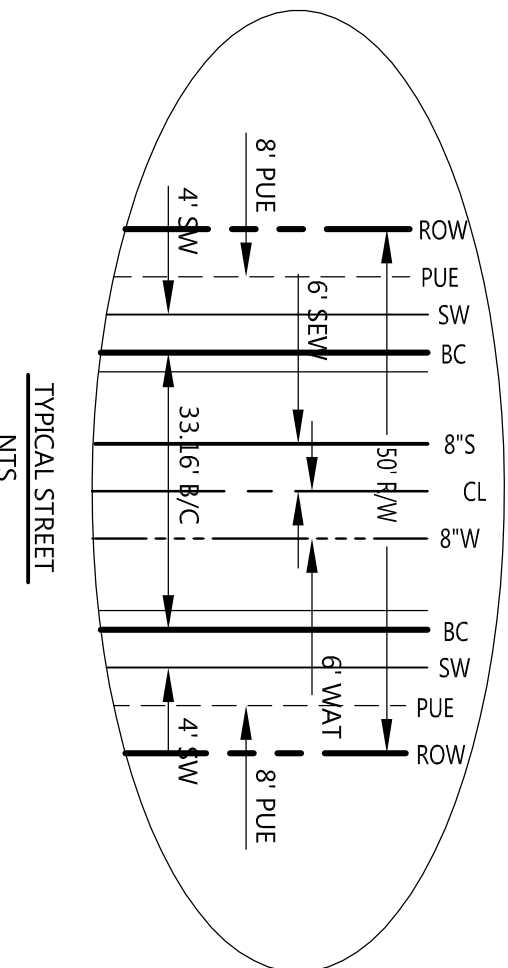 ROW
PUE
SW
BC
8"S
CL
8"W
BC
SW
PUE
ROW
8' PUE
4' SW
6' SEW
33.16' B/C
50' R/W
6' WAT
4' SW
8' PUE
TYPICAL STREET
NTS